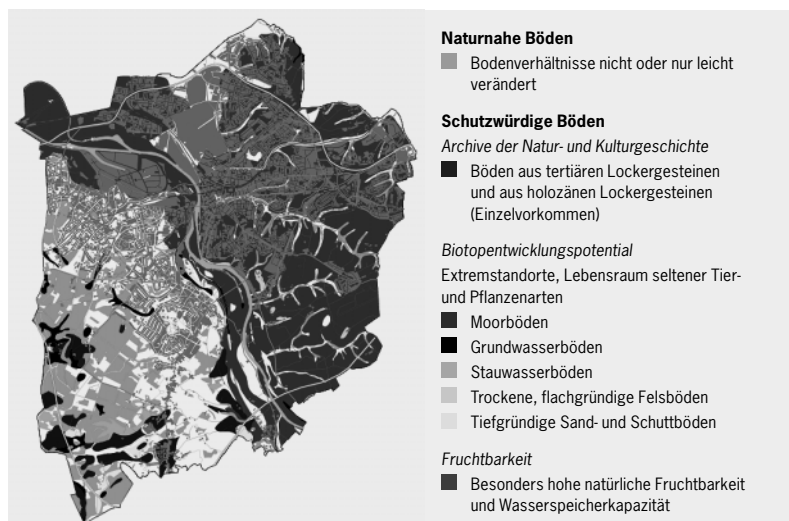 Naturnahe Böden
Bodenverhältnisse nicht oder nur leicht
verändert
Schutzwürdige Böden
Archive der Natur- und Kulturgeschichte
Böden aus tertiären Lockergesteinen
und aus holozänen Lockergesteinen
(Einzelvorkommen)
Biotopentwicklungspotential
Extremstandorte, Lebensraum seltener Tier-
und Pflanzenarten
Moorböden
Grundwasserböden
Stauwasserböden
Trockene, flachgründige Felsböden
Tiefgründige Sand- und Schuttböden
Fruchtbarkeit
Besonders hohe natürliche Fruchtbarkeit
und Wasserspeicherkapazität